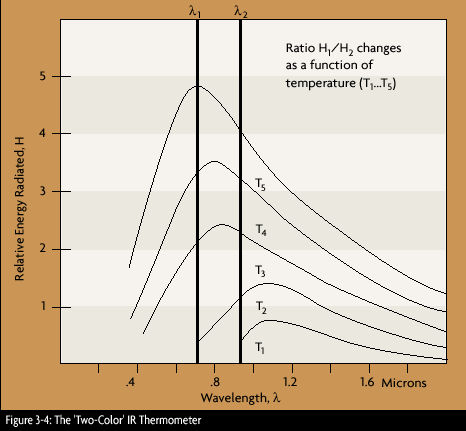 λ1 λ2
Ratio H1/H2 changes
as a function of
temperature (T1...T5)
5
4
3
2
1
Relative Energy Radiated, H
T5
T4
T3
T2
T1
.4 .8 1.2 1.6 Microns
Wavelength, λ
Figure 3-4: The 'Two-Color' IR Thermometer